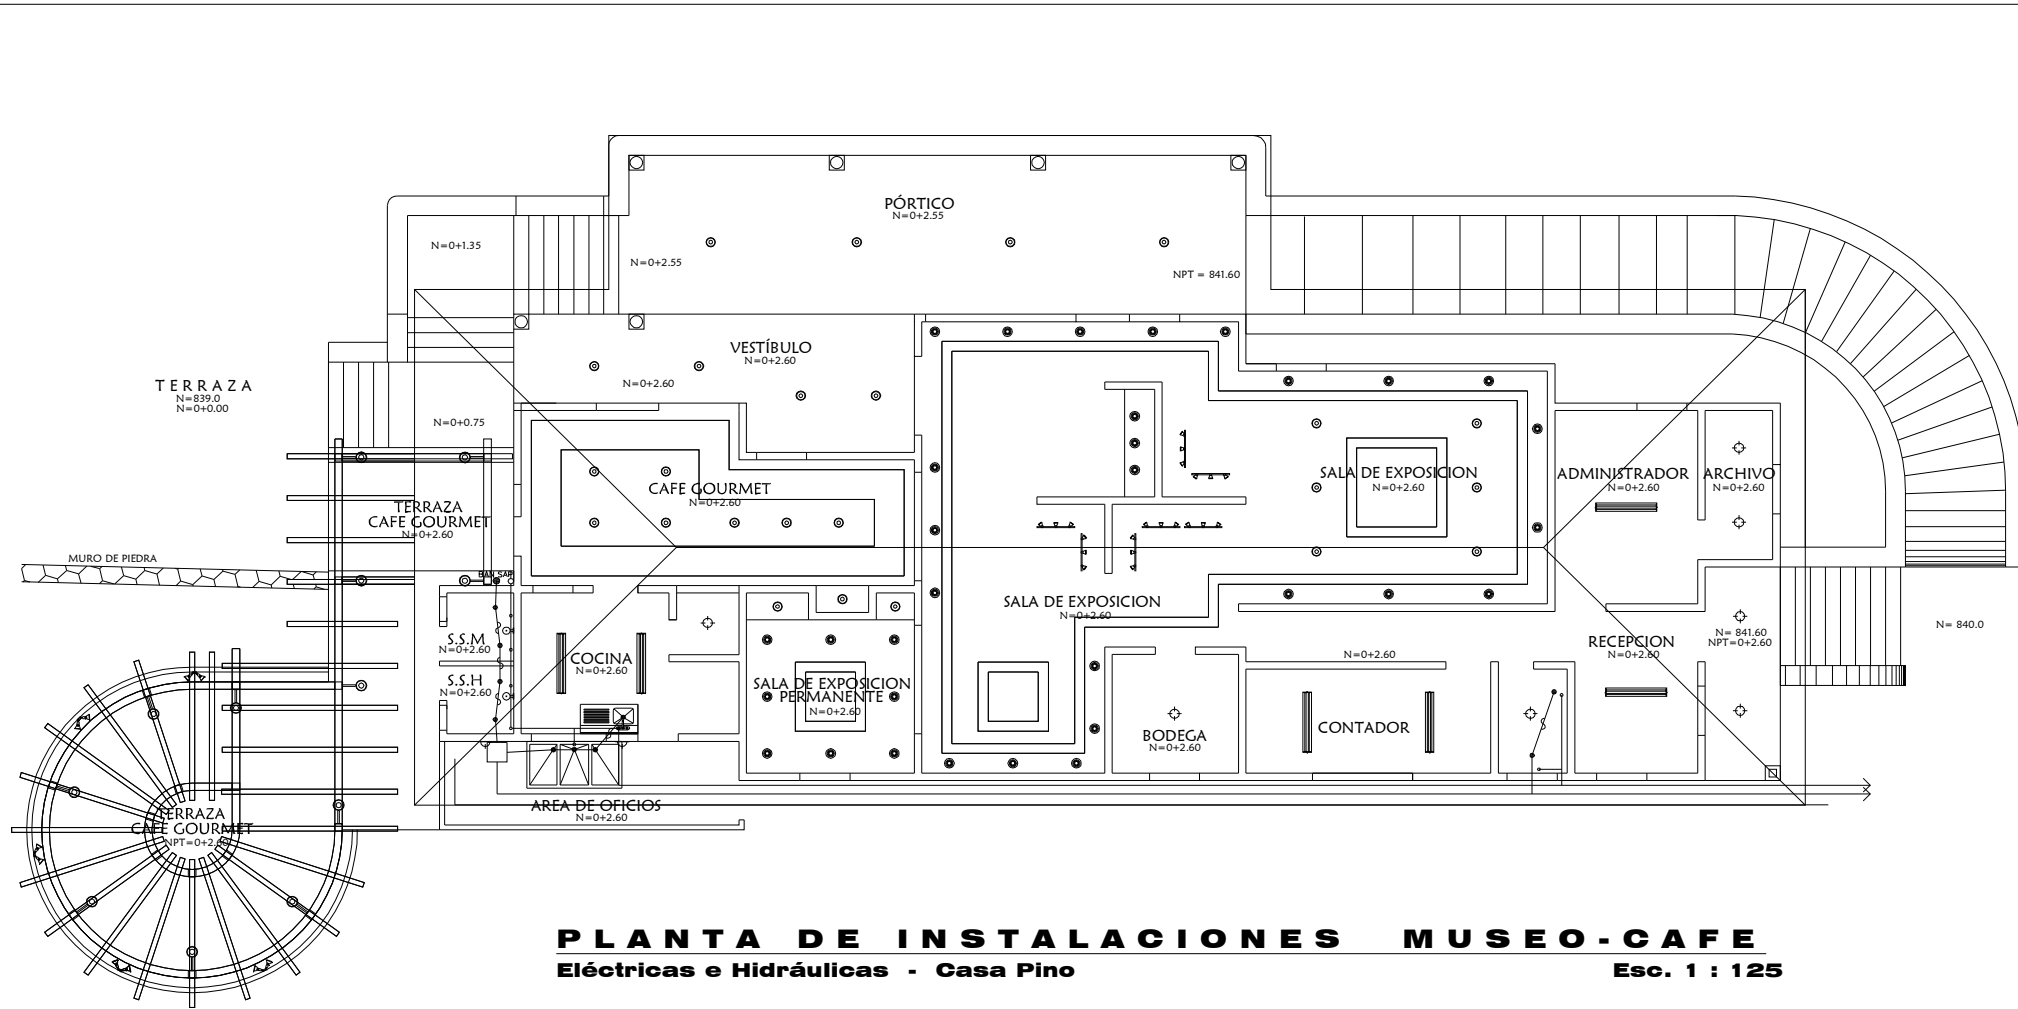 PÓRTICO
N=0+2.55
N=0+1.35
N=0+2.55
NPT = 841.60
VESTÍBULO
N=0+2.60
N=0+2.60
TERRAZA
N=839.0
N=0+0.00
N=0+0.75
CAFE GOURMET
N=0+2.60
TERRAZA
CAFE GOURMET
N=0+2.60
SALA DE EXPOSICION
N=0+2.60
ADMINISTRADOR
N=0+2.60
ARCHIVO
N=0+2.60
MURO DE PIEDRA
SALA DE EXPOSICION
N=0+2.60
S.S.M
N=0+2.60
S.S.H
N=0+2.60
COCINA
N=0+2.60
SALA DE EXPOSICION
PERMANENTE
N=0+2.60
N=0+2.60
RECEPCION
N=0+2.60
N= 841.60
NPT=0+2.60
N= 840.0
BODEGA
N=0+2.60
CONTADOR
AREA DE OFICIOS
N=0+2.60
TERRAZA
CAFE GOURMET
NPT=0+2.60
PLANTA DE INSTALACIONES MUSEO-CAFE
Eléctricas e Hidráulicas - Casa Pino
Esc. 1 : 125